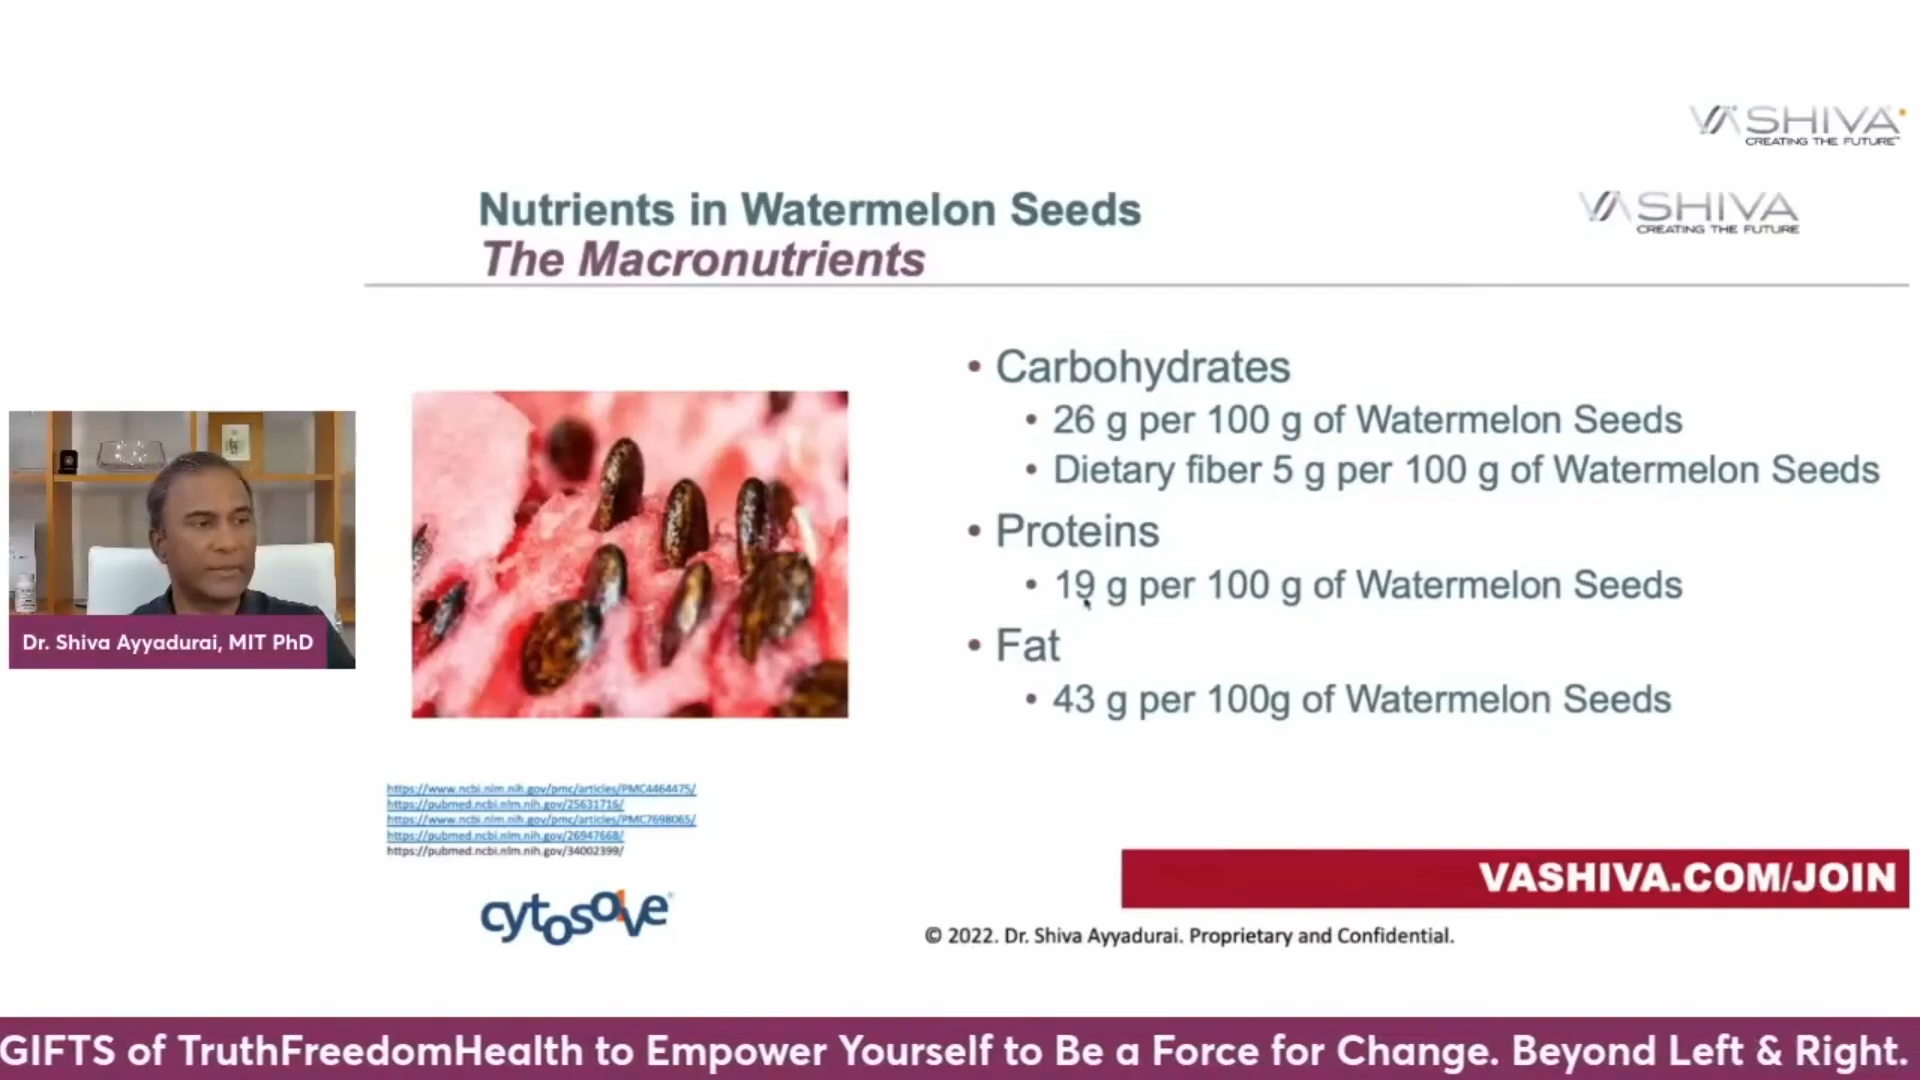 VASHIVA
CREATING THE FUTURE
Nutrients in Watermelon Seeds
VASHIVA
CREATING THE FUTURE
The Macronutrients
• Carbohydrates
• 26 g per 100 g of Watermelon Seeds
• Dietary fiber 5 g per 100 g of Watermelon Seeds
• Proteins
• 19 g per 100 g of Watermelon Seeds
• Fat
• 43 g per 100g of Watermelon Seeds
Dr. Shiva Ayyadurai, MIT PhD
https://www.ncbi.nlm.nih.gov/pmc/articles/PMC4464475/
https://pubmed.ncbi.nlm.nih.gov/25631716/
https://www.ncbi.nlm.nih.gov/pmc/articles/PMC7698065/
https://pubmed.ncbi.nlm.nih.gov/26947668/
https://pubmed.ncbi.nlm.nih.gov/34002399/
cytosolve
VASHIVA.COM/JOIN
© 2022. Dr. Shiva Ayyadurai. Proprietary and Confidential.
GIFTS of TruthFreedomHealth to Empower Yourself to Be a Force for Change. Beyond Left & Right.